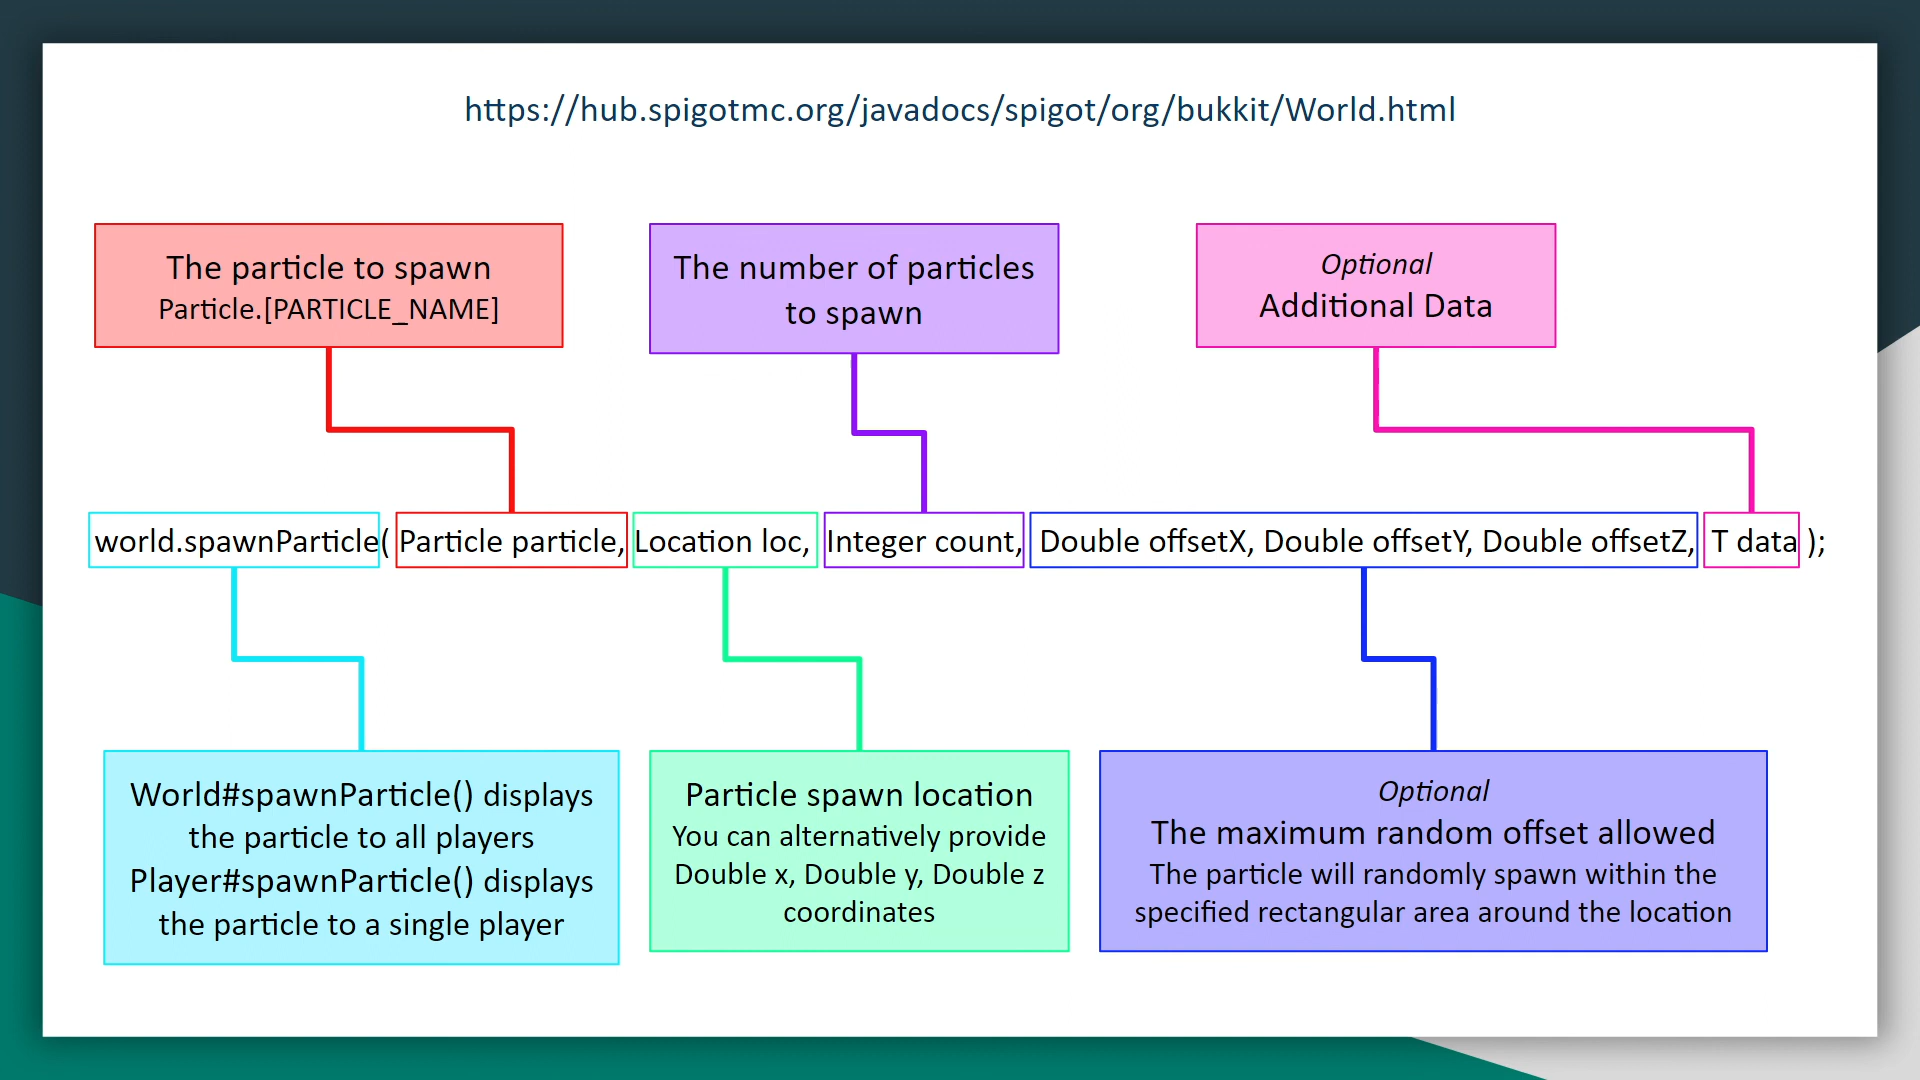 https://hub.spigotmc.org/javadocs/spigot/org/bukkit/World.html
The particle to spawn
Particle.[PARTICLE_NAME]
The number of particles
to spawn
Optional
Additional Data
world.spawnParticle( Particle particle, Location loc, Integer count, Double offsetX, Double offsetY, Double offsetZ, T data );
World#spawnParticle() displays
the particle to all players
Player#spawnParticle() displays
the particle to a single player
Particle spawn location
You can alternatively provide
Double x, Double y, Double z
coordinates
Optional
The maximum random offset allowed
The particle will randomly spawn within the
specified rectangular area around the location